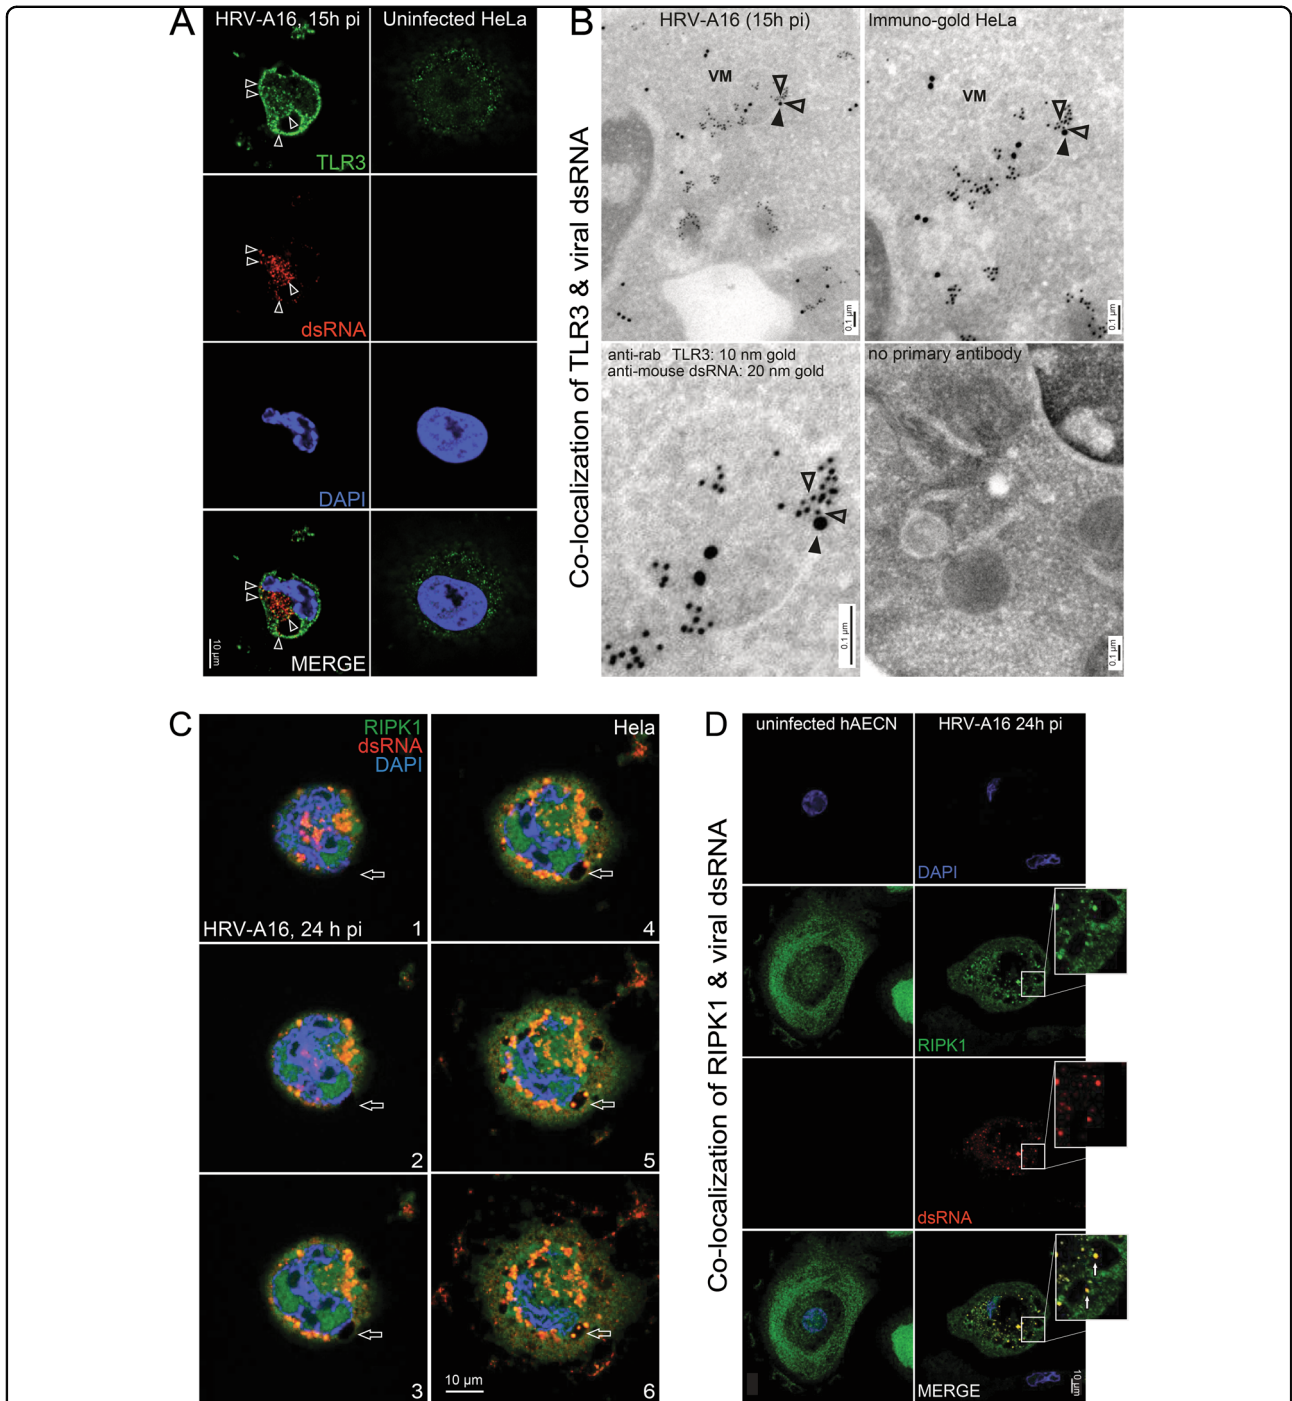 A
HRV-A16, 15h pi
Uninfected HeLa
TLR3
dsRNA
DAPI
MERGE
10 µm
B
Co-localization of TLR3 & viral dsRNA
HRV-A16 (15h pi)
Immuno-gold HeLa
VM
VM
0.1 µm
0.1 µm
anti-rab TLR3: 10 nm gold
anti-mouse dsRNA: 20 nm gold
no primary antibody
0.1 µm
0.1 µm
C
RIPK1
dsRNA
DAPI
Hela
HRV-A16, 24 h pi
1
4
2
5
3
10 µm
6
D
Co-localization of RIPK1 & viral dsRNA
uninfected hAECN
HRV-A16 24h pi
DAPI
RIPK1
dsRNA
MERGE
10 µm